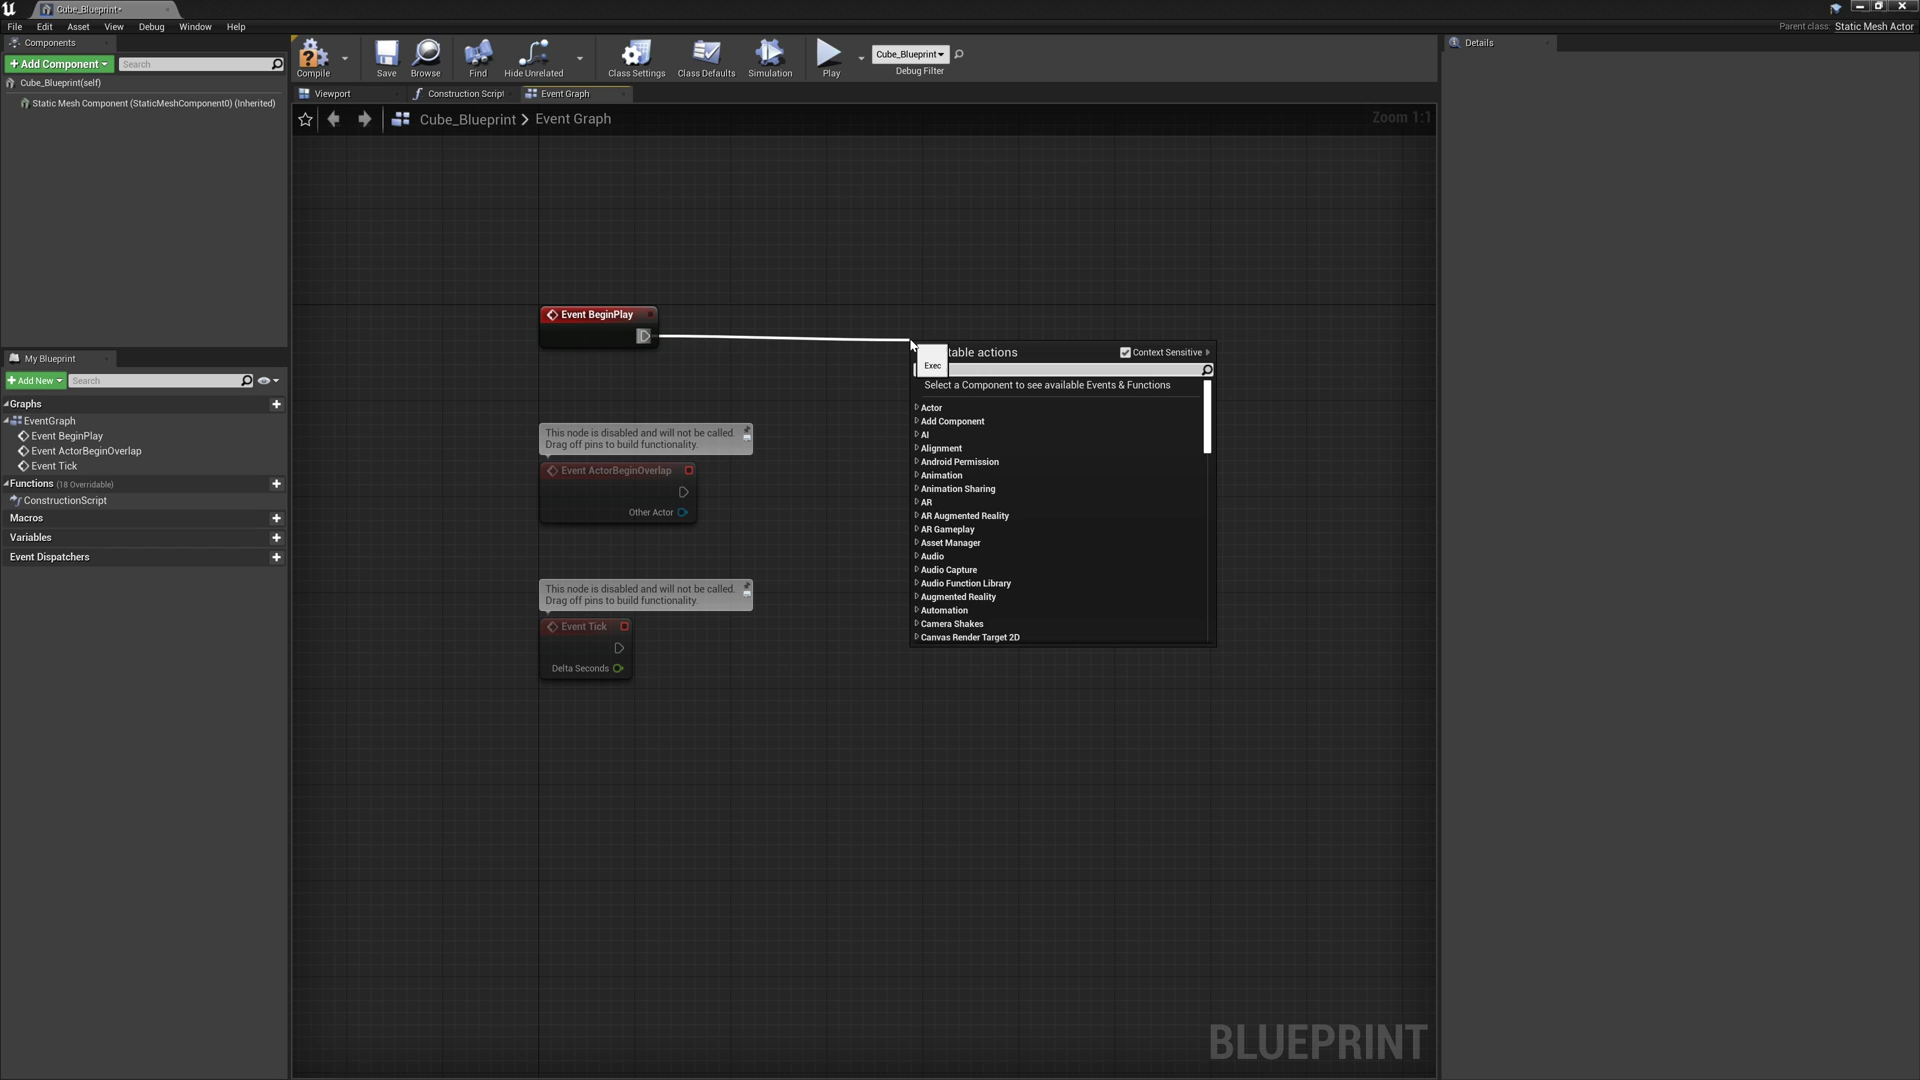 Cube_Blueprint*
File Edit Asset View Debug Window Help
Parent class: Static Mesh Actor
Components
+ Add Component
Search
Cube_Blueprint(self)
Static Mesh Component (StaticMeshComponent0) (Inherited)
Compile
Save
Browse
Find
Hide Unrelated
Class Settings
Class Defaults
Simulation
Play
Cube_Blueprint
Debug Filter
Details
Viewport
Construction Script
Event Graph
Cube_Blueprint > Event Graph
Zoom 1:1
Event BeginPlay
This node is disabled and will not be called.
Drag off pins to build functionality.
Event ActorBeginOverlap
Other Actor
This node is disabled and will not be called.
Drag off pins to build functionality.
Event Tick
Delta Seconds
table actions
Context Sensitive
Exec
Select a Component to see available Events & Functions
Actor
Add Component
AI
Alignment
Android Permission
Animation
Animation Sharing
AR
AR Augmented Reality
AR Gameplay
Asset Manager
Audio
Audio Capture
Audio Function Library
Augmented Reality
Automation
Camera Shakes
Canvas Render Target 2D
My Blueprint
+ Add New
Search
Graphs
EventGraph
Event BeginPlay
Event ActorBeginOverlap
Event Tick
Functions (18 Overridable)
ConstructionScript
Macros
Variables
Event Dispatchers
BLUEPRINT